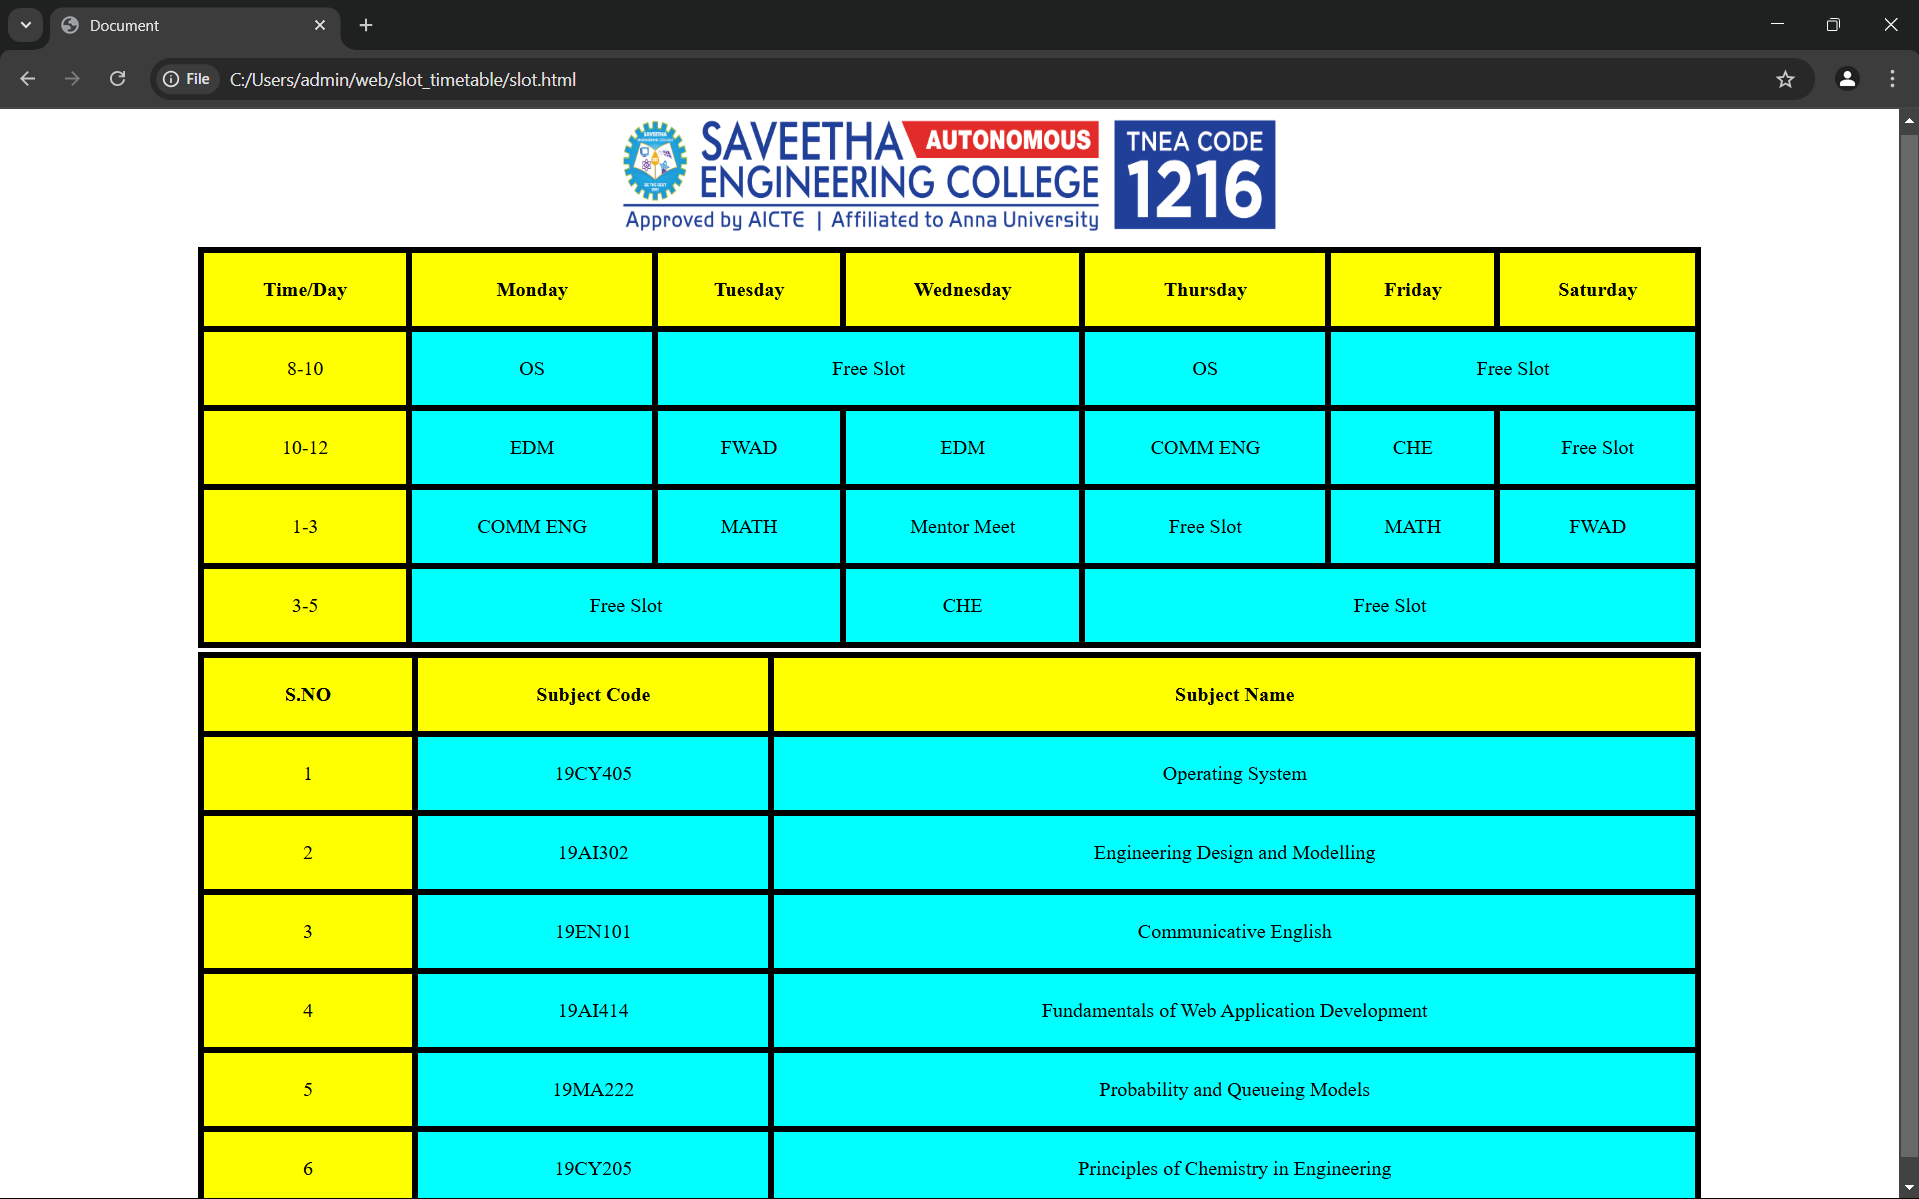 Document
File C:/Users/admin/web/slot_timetable/slot.html
SAVEETHA AUTONOMOUS
ENGINEERING COLLEGE
Approved by AICTE | Affiliated to Anna University
TNEA CODE
1216
Time/Day Monday Tuesday Wednesday Thursday Friday Saturday
8-10 OS Free Slot OS Free Slot
10-12 EDM FWAD EDM COMM ENG CHE Free Slot
1-3 COMM ENG MATH Mentor Meet Free Slot MATH FWAD
3-5 Free Slot CHE Free Slot
S.NO Subject Code Subject Name
1 19CY405 Operating System
2 19AI302 Engineering Design and Modelling
3 19EN101 Communicative English
4 19AI414 Fundamentals of Web Application Development
5 19MA222 Probability and Queueing Models
6 19CY205 Principles of Chemistry in Engineering